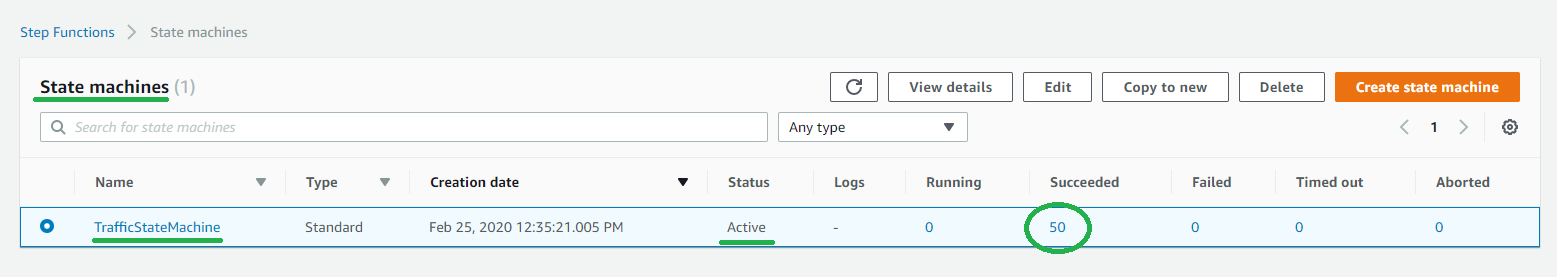 Step Functions > State machines
State machines (1)
View details Edit Copy to new Delete Create state machine
Search for state machines Any type 1
Name Type Creation date Status Logs Running Succeeded Failed Timed out Aborted
TrafficStateMachine Standard Feb 25, 2020 12:35:21.005 PM Active - 0 50 0 0 0